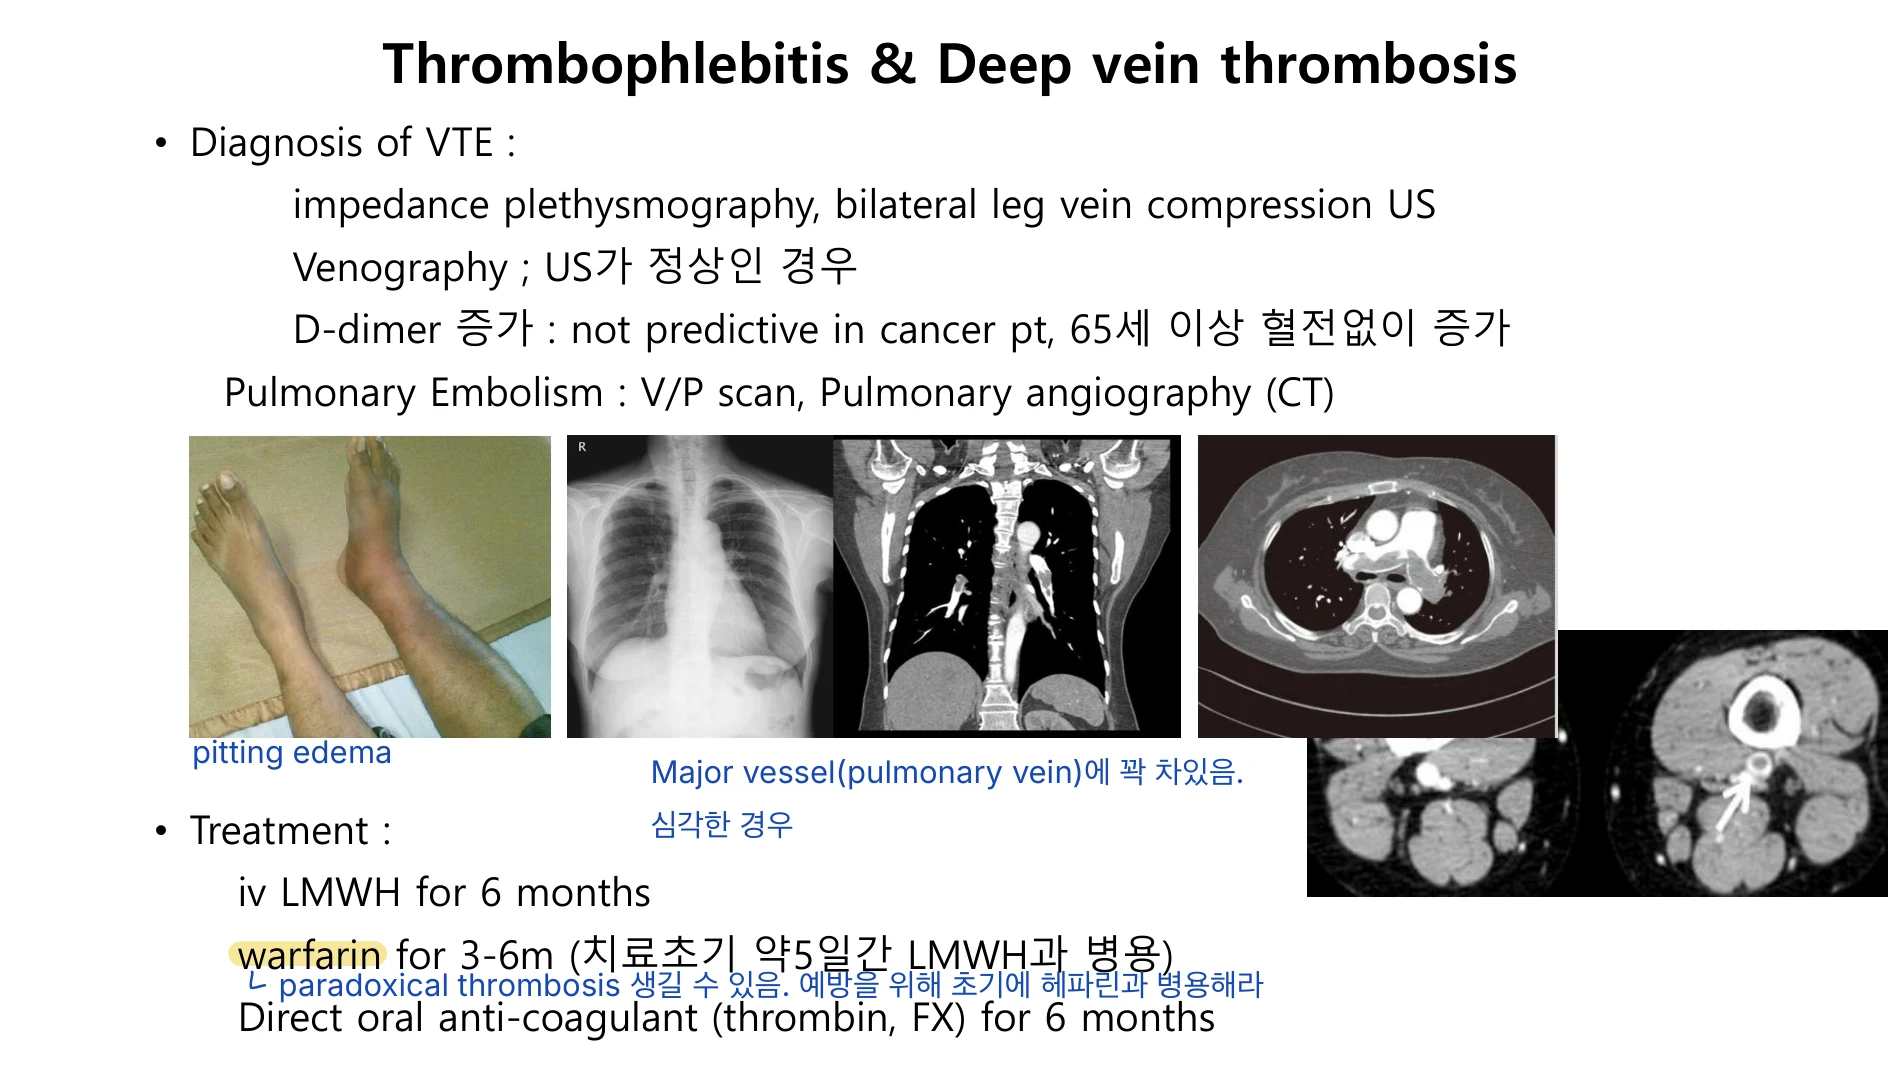 Thrombophlebitis & Deep vein thrombosis
• Diagnosis of VTE :
impedance plethysmography, bilateral leg vein compression US
Venography ; US가 정상인 경우
D-dimer 증가 : not predictive in cancer pt, 65세 이상 혈전없이 증가
Pulmonary Embolism : V/P scan, Pulmonary angiography (CT)
R
pitting edema
Major vessel(pulmonary vein)에 꽉 차있음.
심각한 경우
• Treatment :
iv LMWH for 6 months
warfarin for 3-6m (치료초기 약5일간 LMWH과 병용)
ㄴ paradoxical thrombosis 생길 수 있음. 예방을 위해 초기에 헤파린과 병용해라
Direct oral anti-coagulant (thrombin, FX) for 6 months